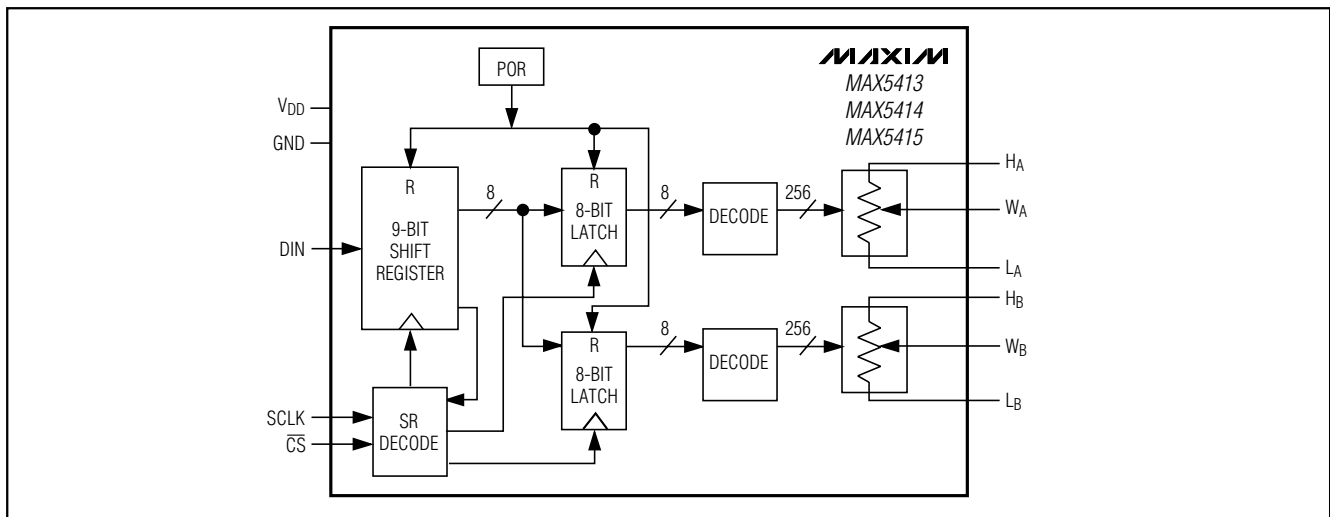 MAXIM
MAX5413
MAX5414
MAX5415
POR
VDD
GND
DIN
SCLK
CS
R
9-BIT
SHIFT
REGISTER
8
R
8-BIT
LATCH
8
DECODE
256
HA
WA
LA
SR
DECODE
R
8-BIT
LATCH
8
DECODE
256
HB
WB
LB